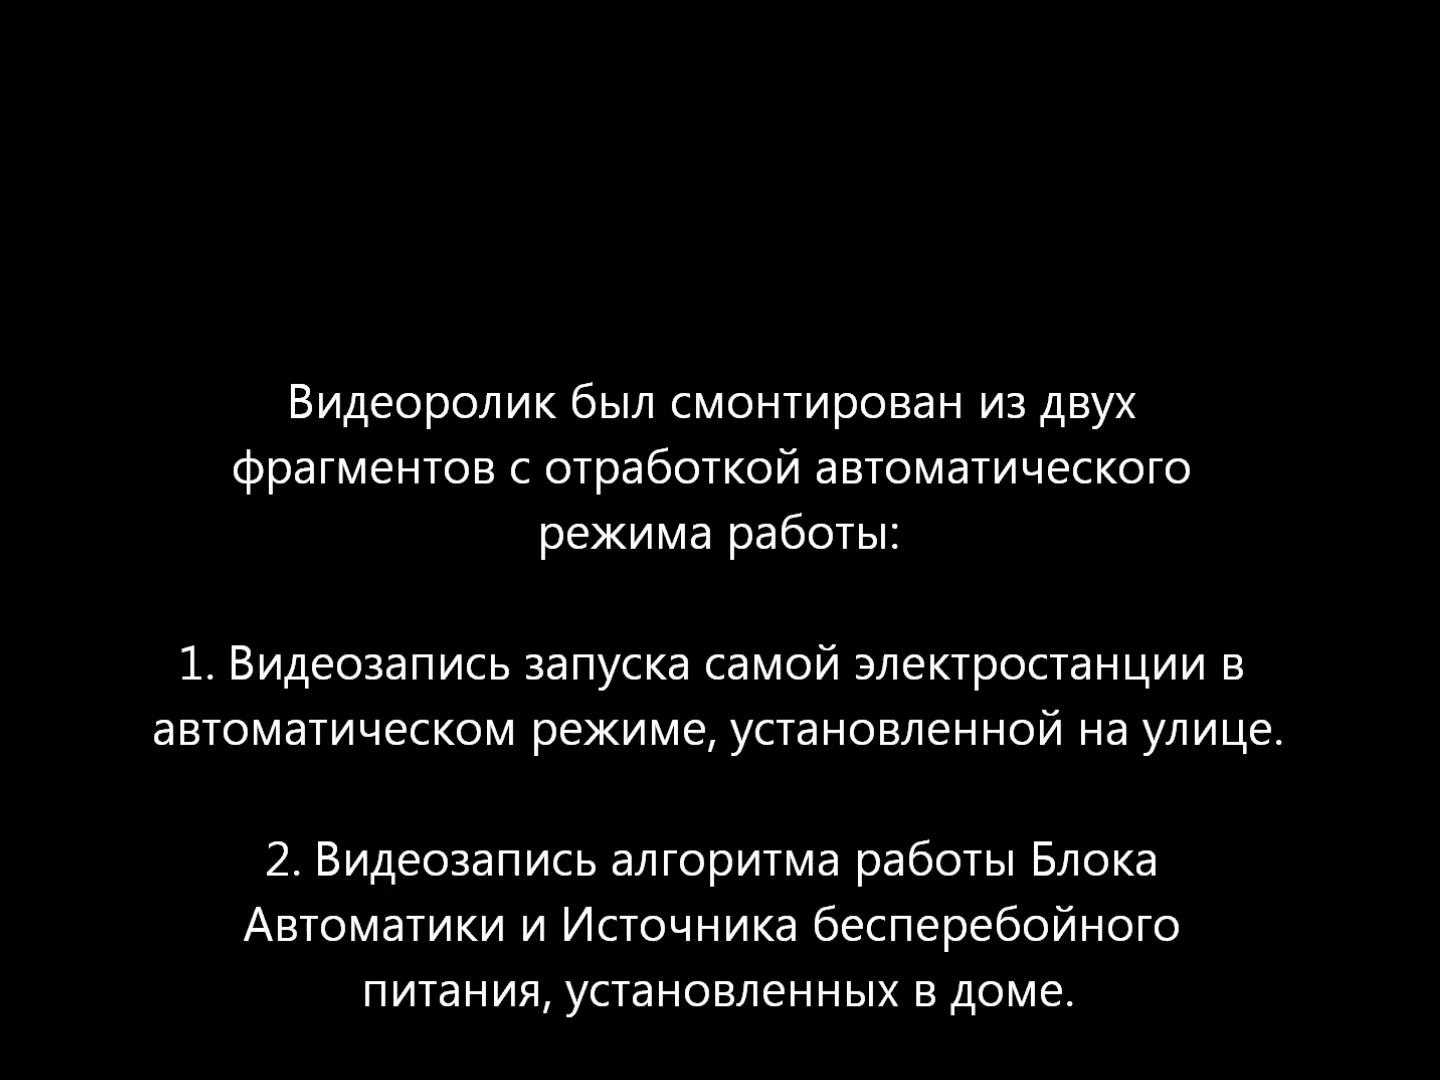 Видеоролик был смонтирован из двух
фрагментов с отработкой автоматического
режима работы:
1. Видеозапись запуска самой электростанции в
автоматическом режиме, установленной на улице.
2. Видеозапись алгоритма работы Блока
Автоматики и Источника бесперебойного
питания, установленных в доме.